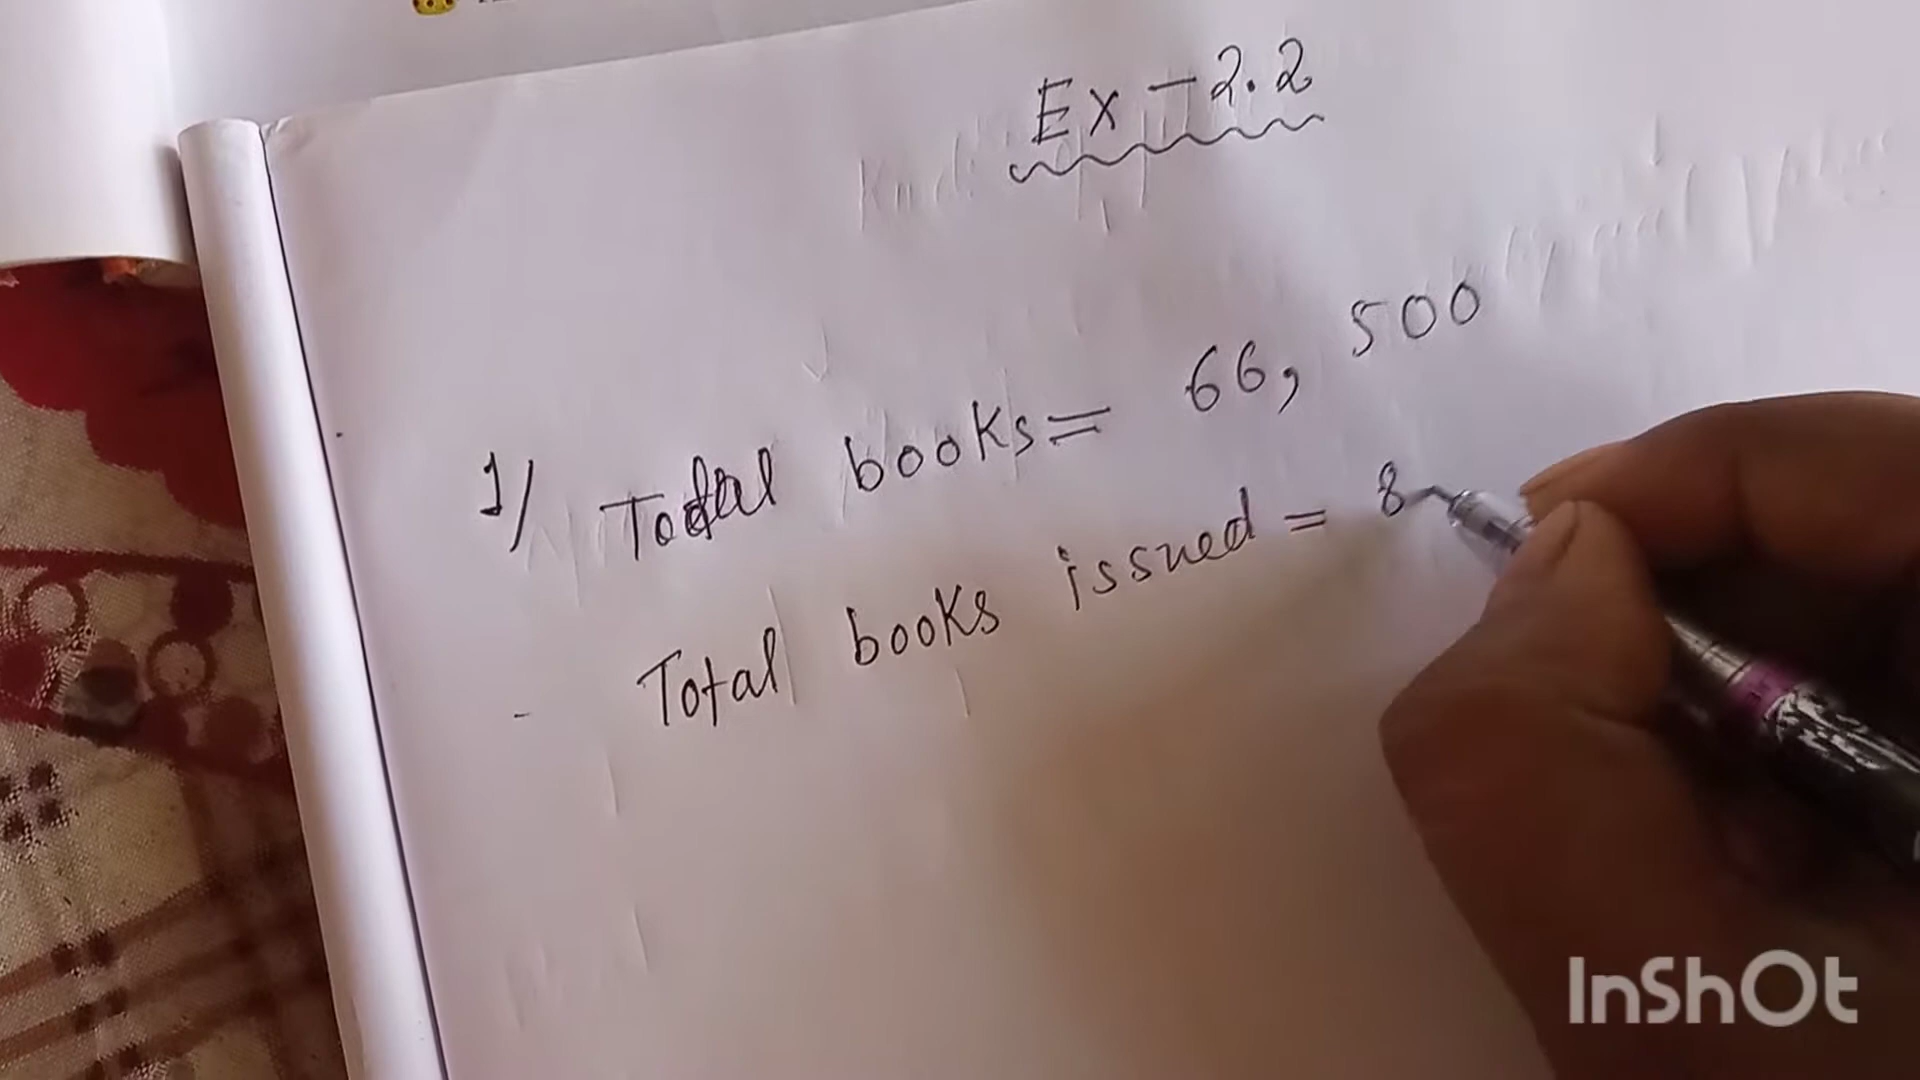 Ex-2.2
1/ Total books= 66, 500
Total books issued = 8
InShOt